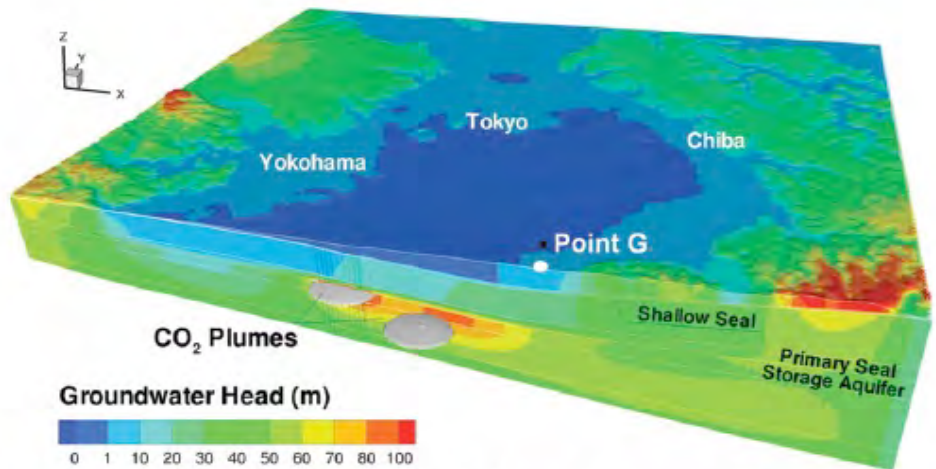 Z
Y
X
Tokyo
Yokohama
Chiba
Point G
Shallow Seal
CO₂ Plumes
Primary Seal
Storage Aquifer
Groundwater Head (m)
0 1 10 20 30 40 50 60 70 80 100